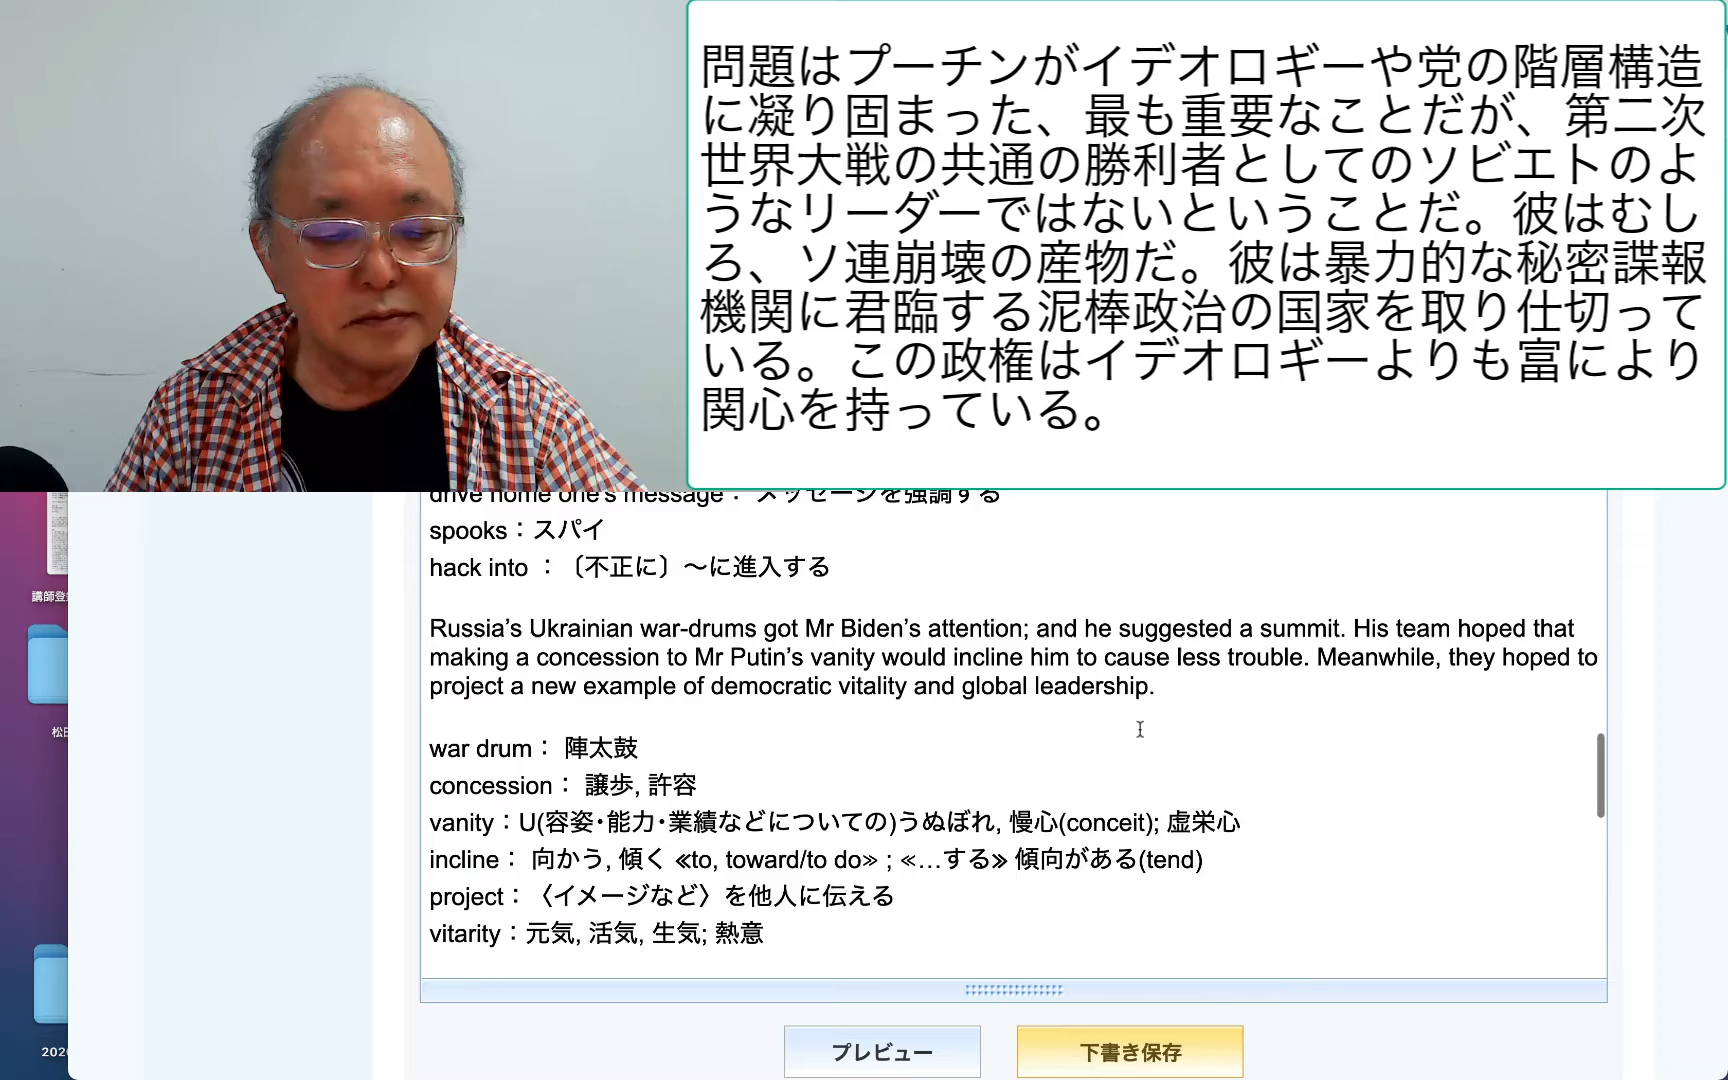 問題はプーチンがイデオロギーや党の階層構造
に凝り固まった、最も重要なことだが、第二次
世界大戦の共通の勝利者としてのソビエトのよ
うなリーダーではないということだ。彼はむし
ろ、ソ連崩壊の産物だ。彼は暴力的な秘密諜報
機関に君臨する泥棒政治の国家を取り仕切って
いる。この政権はイデオロギーよりも富により
関心を持っている。
drive home one's message： メッセージを強調する
spooks：スパイ
hack into ：〔不正に〕～に進入する
Russia’s Ukrainian war-drums got Mr Biden’s attention; and he suggested a summit. His team hoped that
making a concession to Mr Putin’s vanity would incline him to cause less trouble. Meanwhile, they hoped to
project a new example of democratic vitality and global leadership.
war drum： 陣太鼓
concession： 譲歩, 許容
vanity：U(容姿･能力･業績などについての)うぬぼれ, 慢心(conceit); 虚栄心
incline： 向かう, 傾く ≪to, toward/to do≫ ; ≪…する≫ 傾向がある(tend)
project：〈イメージなど〉を他人に伝える
vitarity：元気, 活気, 生気; 熱意
講師登
松
202
プレビュー
下書き保存